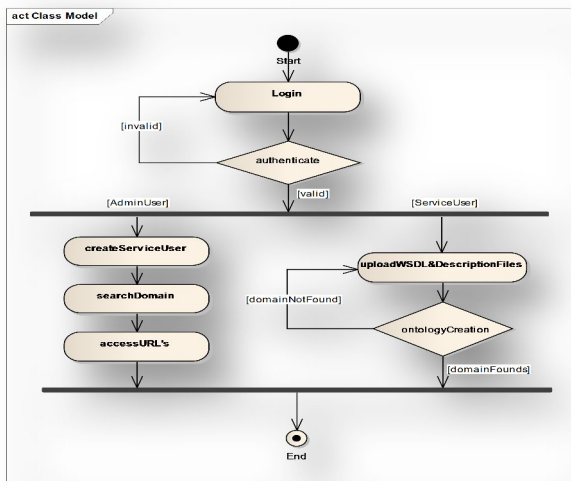 act Class Model
Start
Login
[invalid]
authenticate
[valid]
[AdminUser]
[ServiceUser]
createServiceUser
uploadWSDL&DescriptionFiles
searchDomain
[domainNotFound]
ontologyCreation
accessURL's
[domainFounds]
End